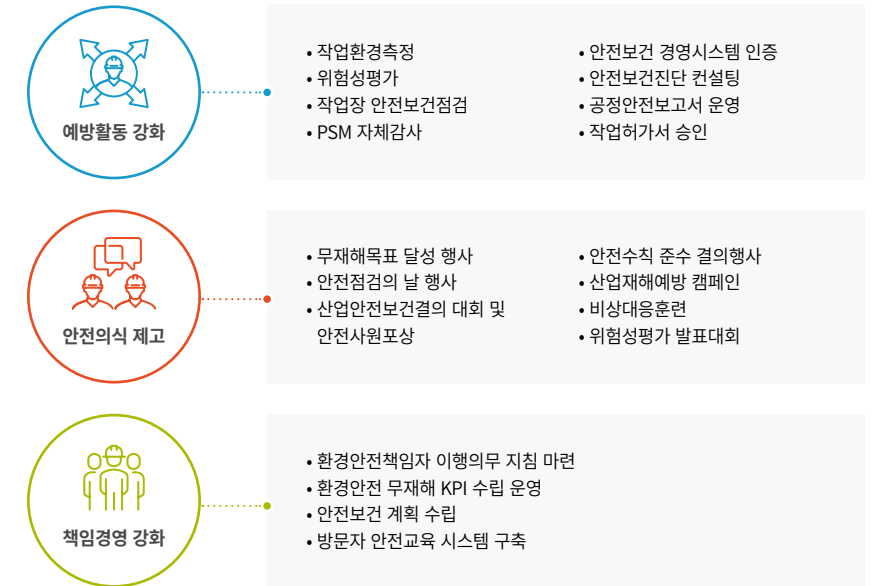 예방활동 강화
• 작업환경측정
• 위험성평가
• 작업장 안전보건점검
• PSM 자체감사
• 안전보건 경영시스템 인증
• 안전보건진단 컨설팅
• 공정안전보고서 운영
• 작업허가서 승인
안전의식 제고
• 무재해목표 달성 행사
• 안전점검의 날 행사
• 산업안전보건결의 대회 및
안전사원포상
• 안전수칙 준수 결의행사
• 산업재해예방 캠페인
• 비상대응훈련
• 위험성평가 발표대회
책임경영 강화
• 환경안전책임자 이행의무 지침 마련
• 환경안전 무재해 KPI 수립 운영
• 안전보건 계획 수립
• 방문자 안전교육 시스템 구축